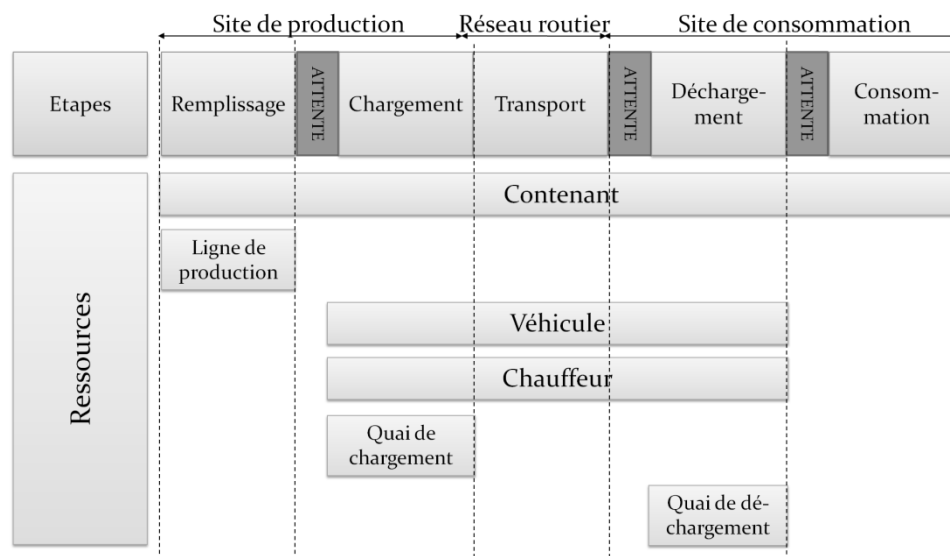 Site de production
Réseau routier
Site de consommation
Etapes
Remplissage
ATTENTE
Chargement
Transport
ATTENTE
Décharge-
ment
ATTENTE
Consom-
mation
Ressources
Contenant
Ligne de
production
Véhicule
Chauffeur
Quai de
chargement
Quai de dé-
chargement